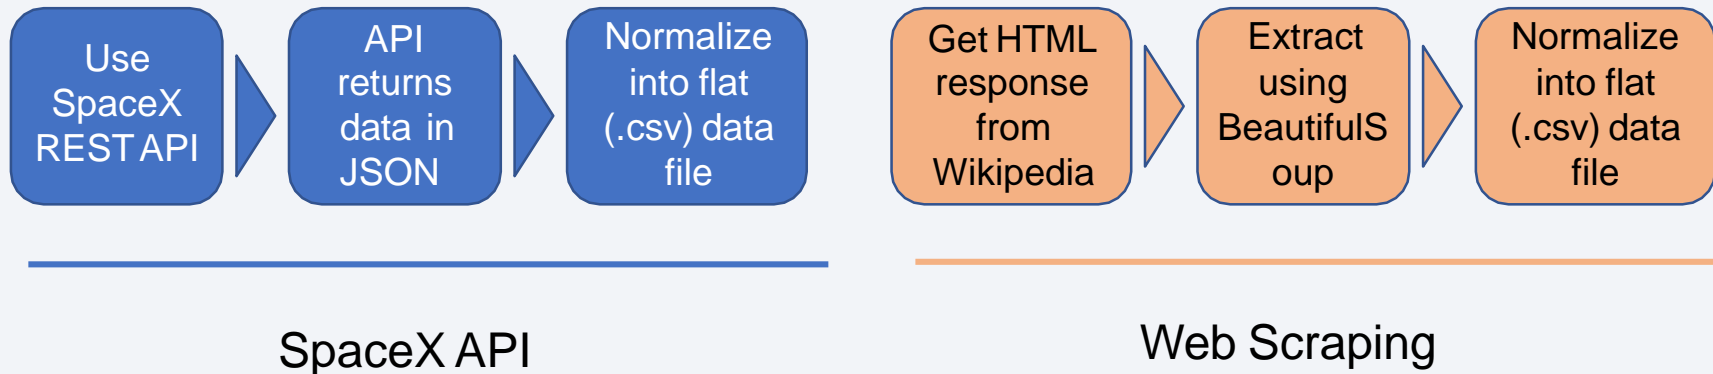 Use
SpaceX
REST API
API
returns
data in
JSON
Normalize
into flat
(.csv) data
file
Get HTML
response
from
Wikipedia
Extract
using
BeautifulS
oup
Normalize
into flat
(.csv) data
file
SpaceX API
Web Scraping